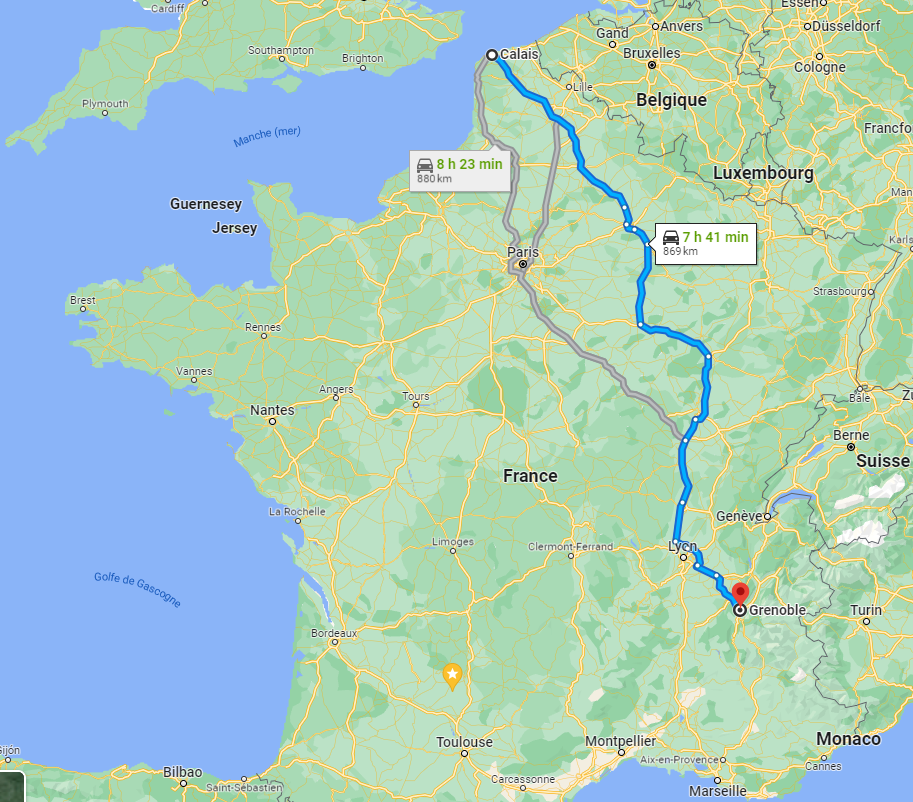 Cardiff
Essen
Southampton
Brighton
Plymouth
Calais
Gand
Anvers
Düsseldorf
Bruxelles
Cologne
Lille
Belgique
Manche (mer)
8 h 23 min
880 km
Luxembourg
Guernesey
Jersey
7 h 41 min
869 km
Paris
Brest
Strasbourg
Rennes
Vannes
Angers
Tours
Nantes
Bâle
Berne
Suisse
France
La Rochelle
Genève
Limoges
Clermont-Ferrand
Lyon
Golfe de Gascogne
Grenoble
Turin
Bordeaux
Toulouse
Montpellier
Monaco
Aix-en-Provence
Cannes
Bilbao
Saint-Sébastien
Carcassonne
Marseille